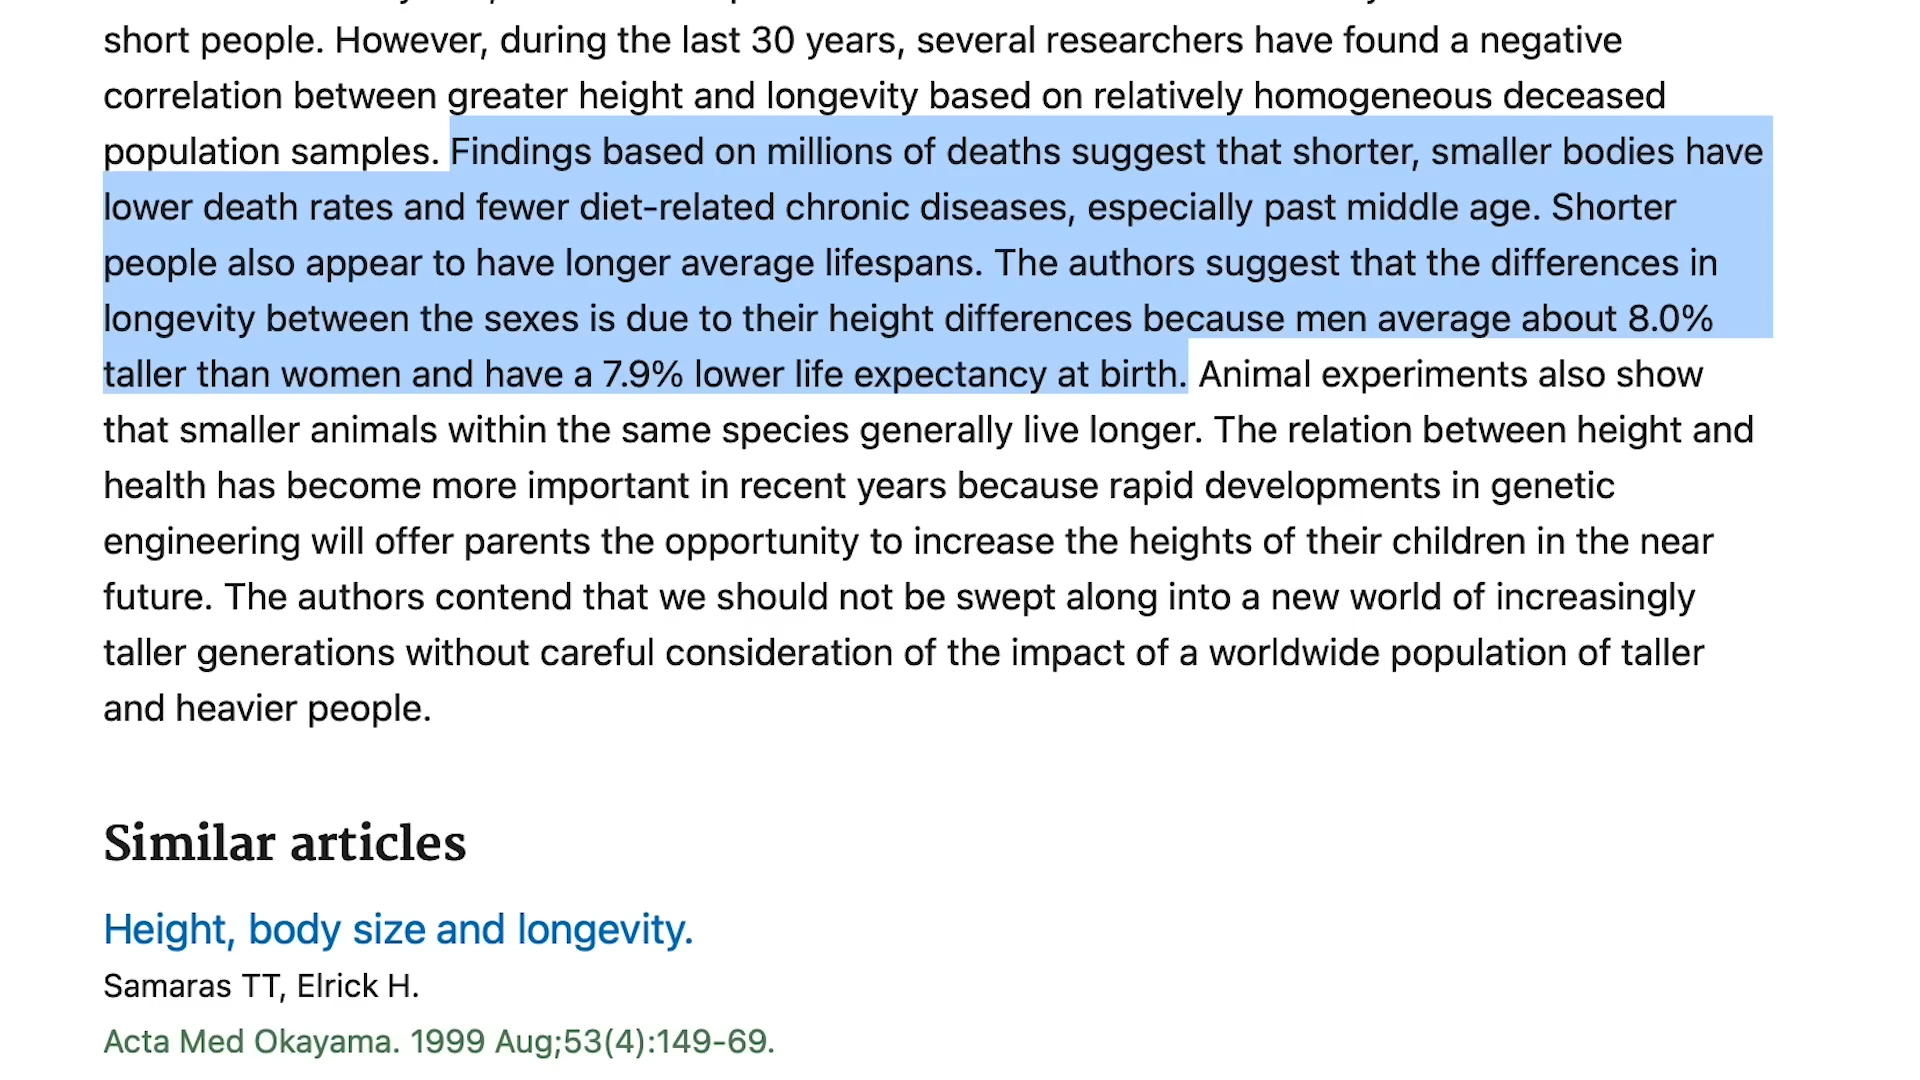 short people. However, during the last 30 years, several researchers have found a negative
correlation between greater height and longevity based on relatively homogeneous deceased
population samples. Findings based on millions of deaths suggest that shorter, smaller bodies have
lower death rates and fewer diet-related chronic diseases, especially past middle age. Shorter
people also appear to have longer average lifespans. The authors suggest that the differences in
longevity between the sexes is due to their height differences because men average about 8.0%
taller than women and have a 7.9% lower life expectancy at birth. Animal experiments also show
that smaller animals within the same species generally live longer. The relation between height and
health has become more important in recent years because rapid developments in genetic
engineering will offer parents the opportunity to increase the heights of their children in the near
future. The authors contend that we should not be swept along into a new world of increasingly
taller generations without careful consideration of the impact of a worldwide population of taller
and heavier people.
Similar articles
Height, body size and longevity.
Samaras TT, Elrick H.
Acta Med Okayama. 1999 Aug;53(4):149-69.